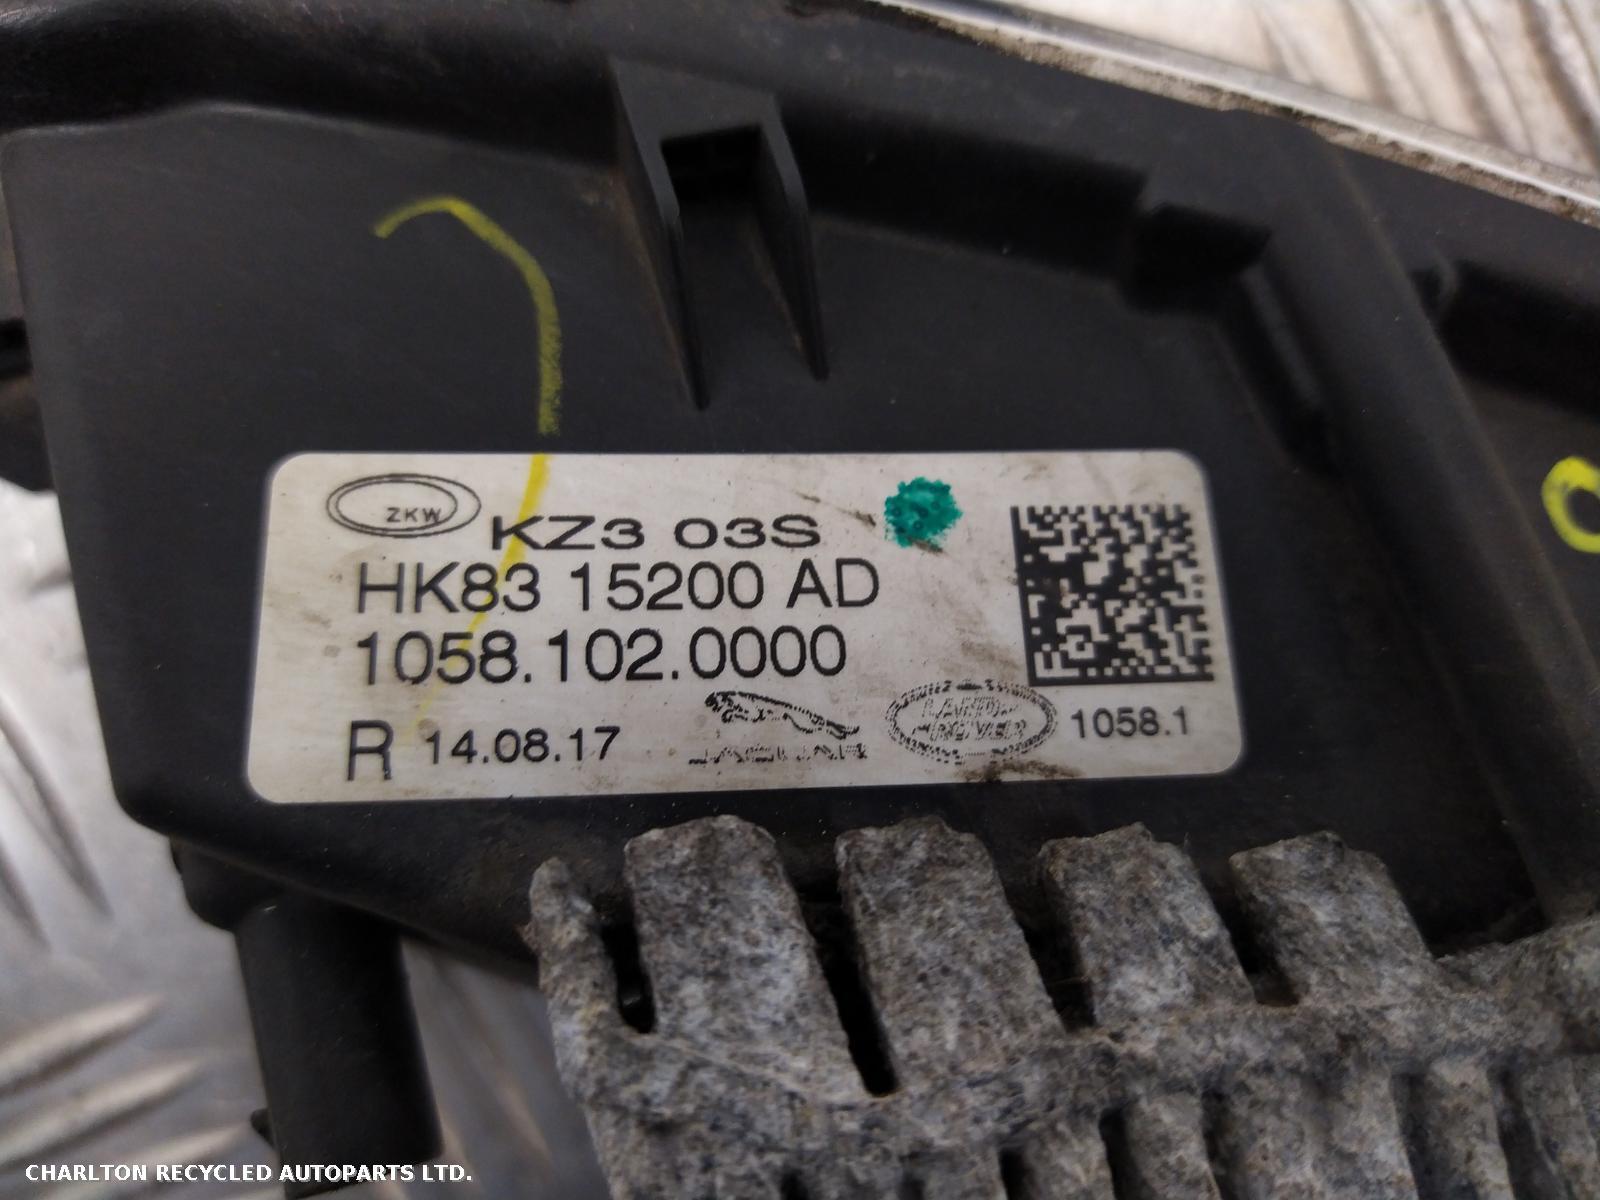 ZKW
KZ3 03S
HK83 15200 AD
1058.102.0000
R 14.08.17 JAGUAR LAND ROVER 1058.1
CHARLTON RECYCLED AUTOPARTS LTD.